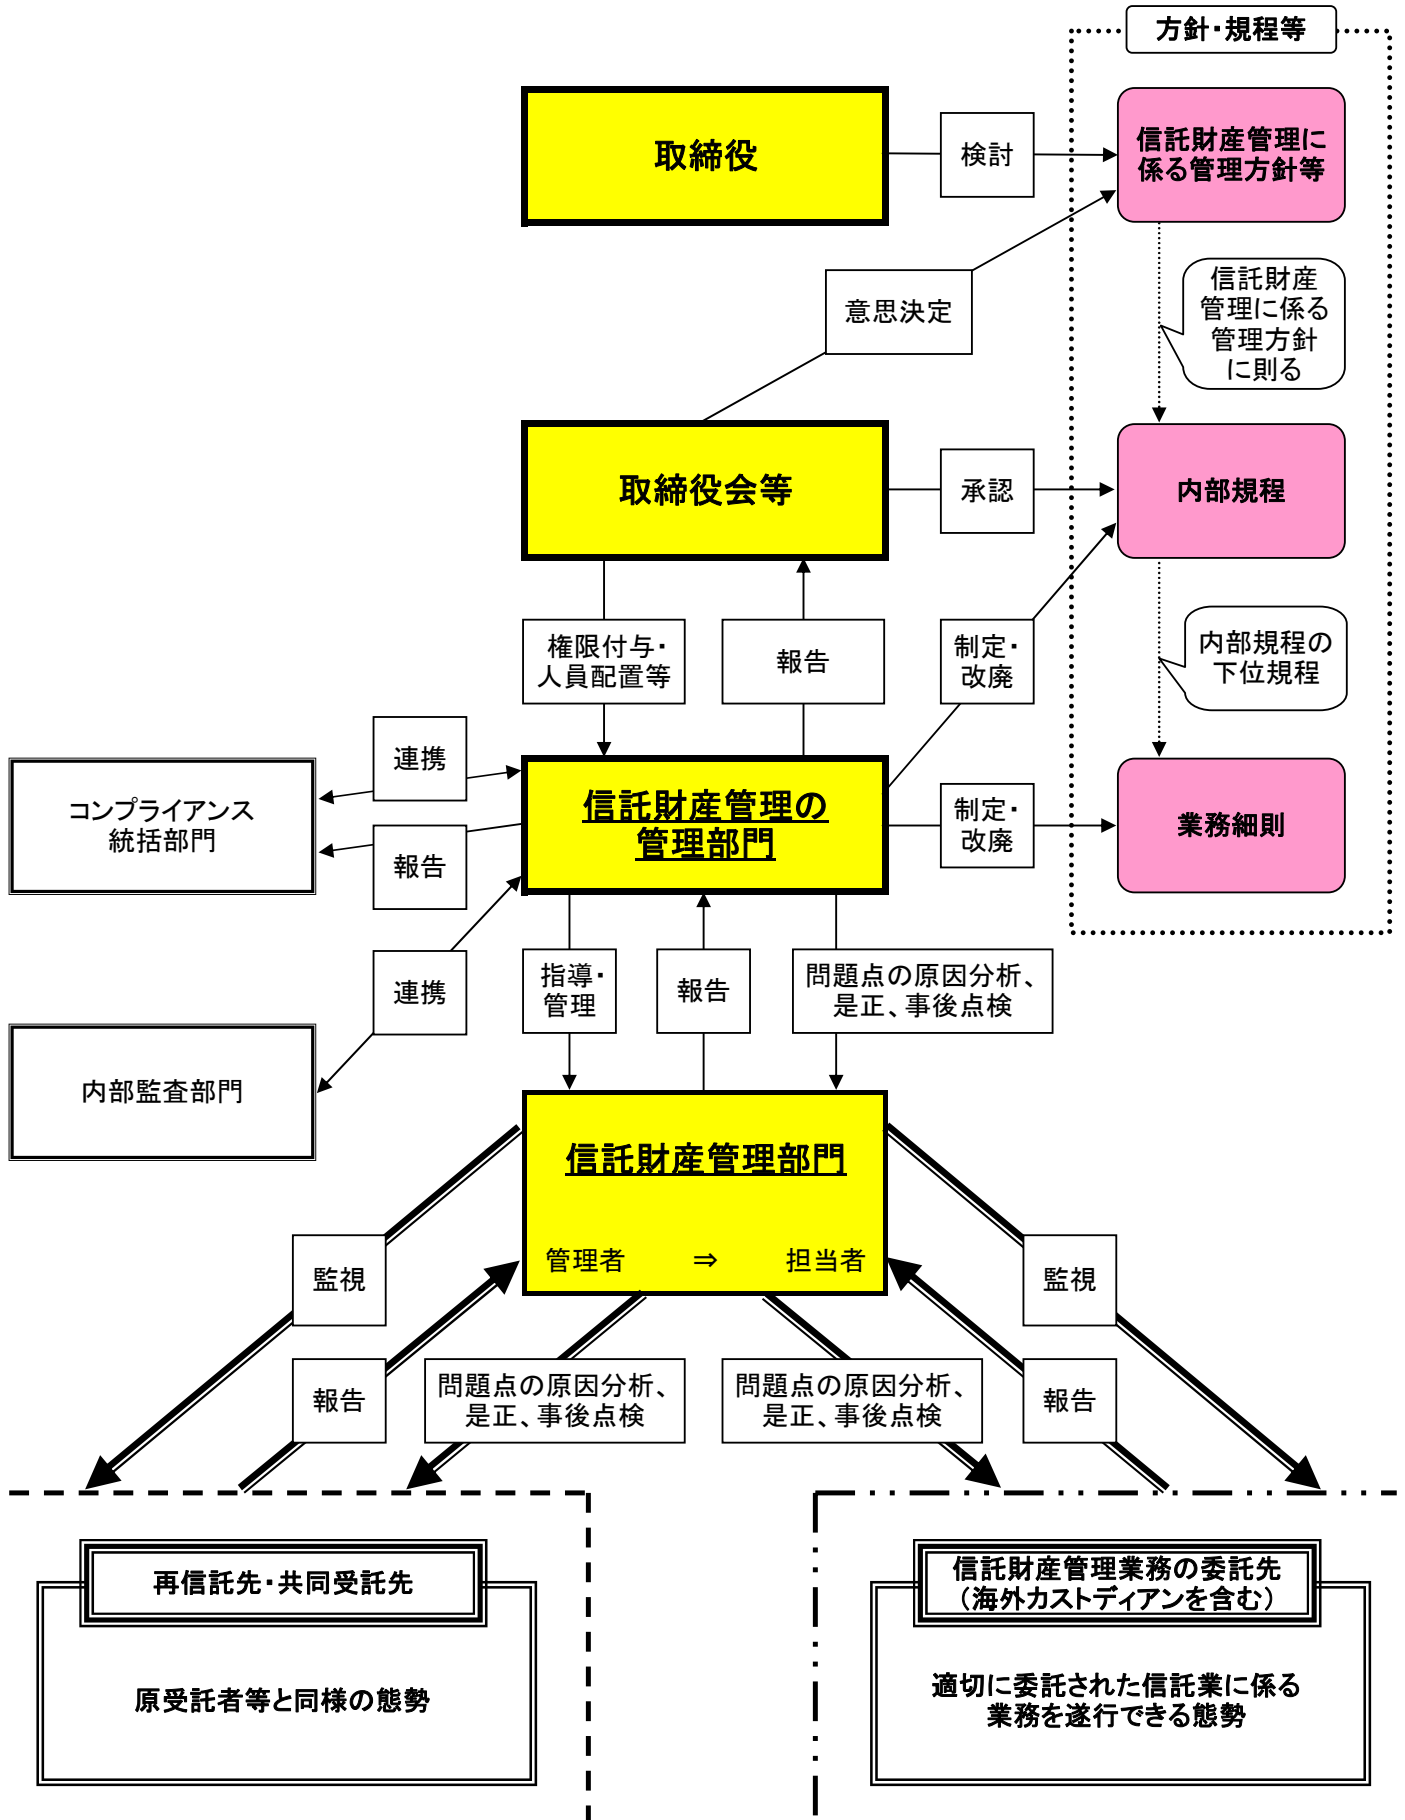 方針・規程等
取締役
検討
信託財産管理に
係る管理方針等
意思決定
信託財産
管理に係る
管理方針
に則る
取締役会等
承認
内部規程
権限付与・
人員配置等
報告
制定・
改廃
内部規程の
下位規程
連携
コンプライアンス
統括部門
報告
信託財産管理の
管理部門
制定・
改廃
業務細則
連携
指導・
管理
報告
問題点の原因分析、
是正、事後点検
内部監査部門
信託財産管理部門
管理者 ⇒ 担当者
監視
監視
報告
問題点の原因分析、
是正、事後点検
問題点の原因分析、
是正、事後点検
報告
再信託先・共同受託先
原受託者等と同様の態勢
信託財産管理業務の委託先
（海外カストディアンを含む）
適切に委託された信託業に係る
業務を遂行できる態勢